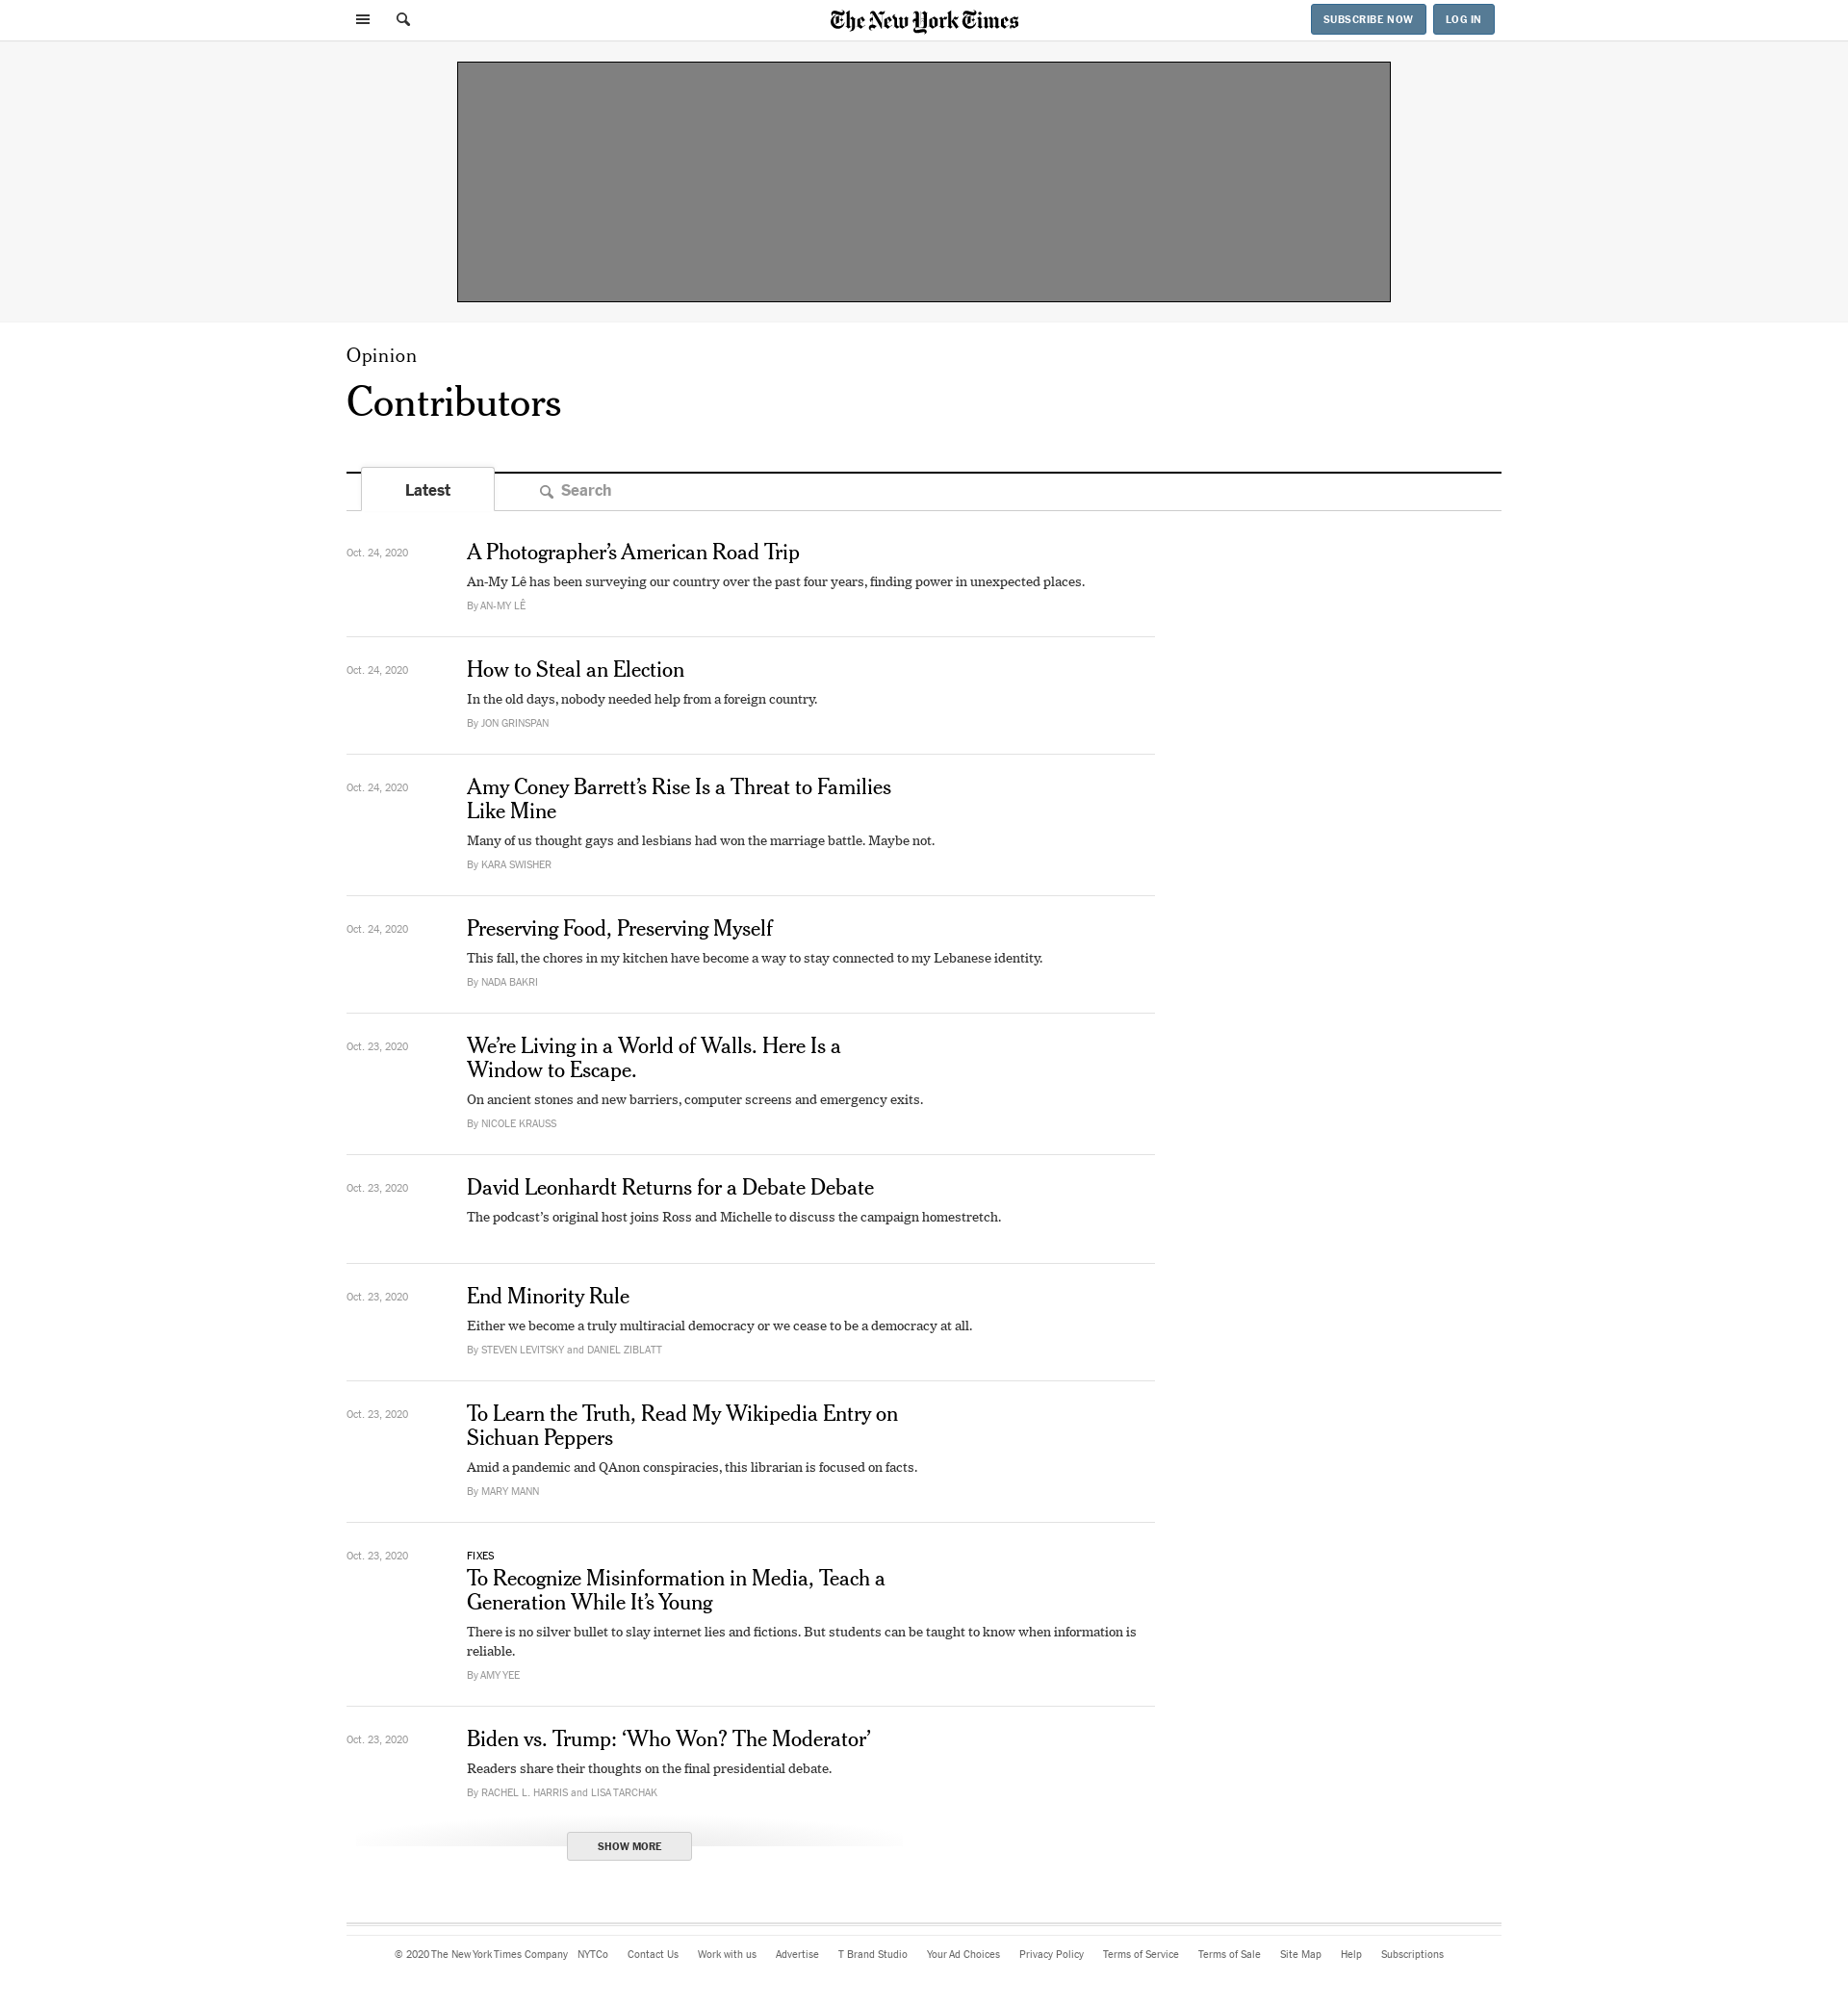 The New York Times
SUBSCRIBE NOW
LOG IN
Opinion
Contributors
Latest
Search
Oct. 24, 2020
A Photographer’s American Road Trip
An-My Lê has been surveying our country over the past four years, finding power in unexpected places.
By AN-MY LÊ
Oct. 24, 2020
How to Steal an Election
In the old days, nobody needed help from a foreign country.
By JON GRINSPAN
Oct. 24, 2020
Amy Coney Barrett’s Rise Is a Threat to Families
Like Mine
Many of us thought gays and lesbians had won the marriage battle. Maybe not.
By KARA SWISHER
Oct. 24, 2020
Preserving Food, Preserving Myself
This fall, the chores in my kitchen have become a way to stay connected to my Lebanese identity.
By NADA BAKRI
Oct. 23, 2020
We’re Living in a World of Walls. Here Is a
Window to Escape.
On ancient stones and new barriers, computer screens and emergency exits.
By NICOLE KRAUSS
Oct. 23, 2020
David Leonhardt Returns for a Debate Debate
The podcast’s original host joins Ross and Michelle to discuss the campaign homestretch.
Oct. 23, 2020
End Minority Rule
Either we become a truly multiracial democracy or we cease to be a democracy at all.
By STEVEN LEVITSKY and DANIEL ZIBLATT
Oct. 23, 2020
To Learn the Truth, Read My Wikipedia Entry on
Sichuan Peppers
Amid a pandemic and QAnon conspiracies, this librarian is focused on facts.
By MARY MANN
Oct. 23, 2020
FIXES
To Recognize Misinformation in Media, Teach a
Generation While It’s Young
There is no silver bullet to slay internet lies and fictions. But students can be taught to know when information is
reliable.
By AMY YEE
Oct. 23, 2020
Biden vs. Trump: ‘Who Won? The Moderator’
Readers share their thoughts on the final presidential debate.
By RACHEL L. HARRIS and LISA TARCHAK
SHOW MORE
© 2020 The New York Times Company NYTCo Contact Us Work with us Advertise T Brand Studio Your Ad Choices Privacy Policy Terms of Service Terms of Sale Site Map Help Subscriptions